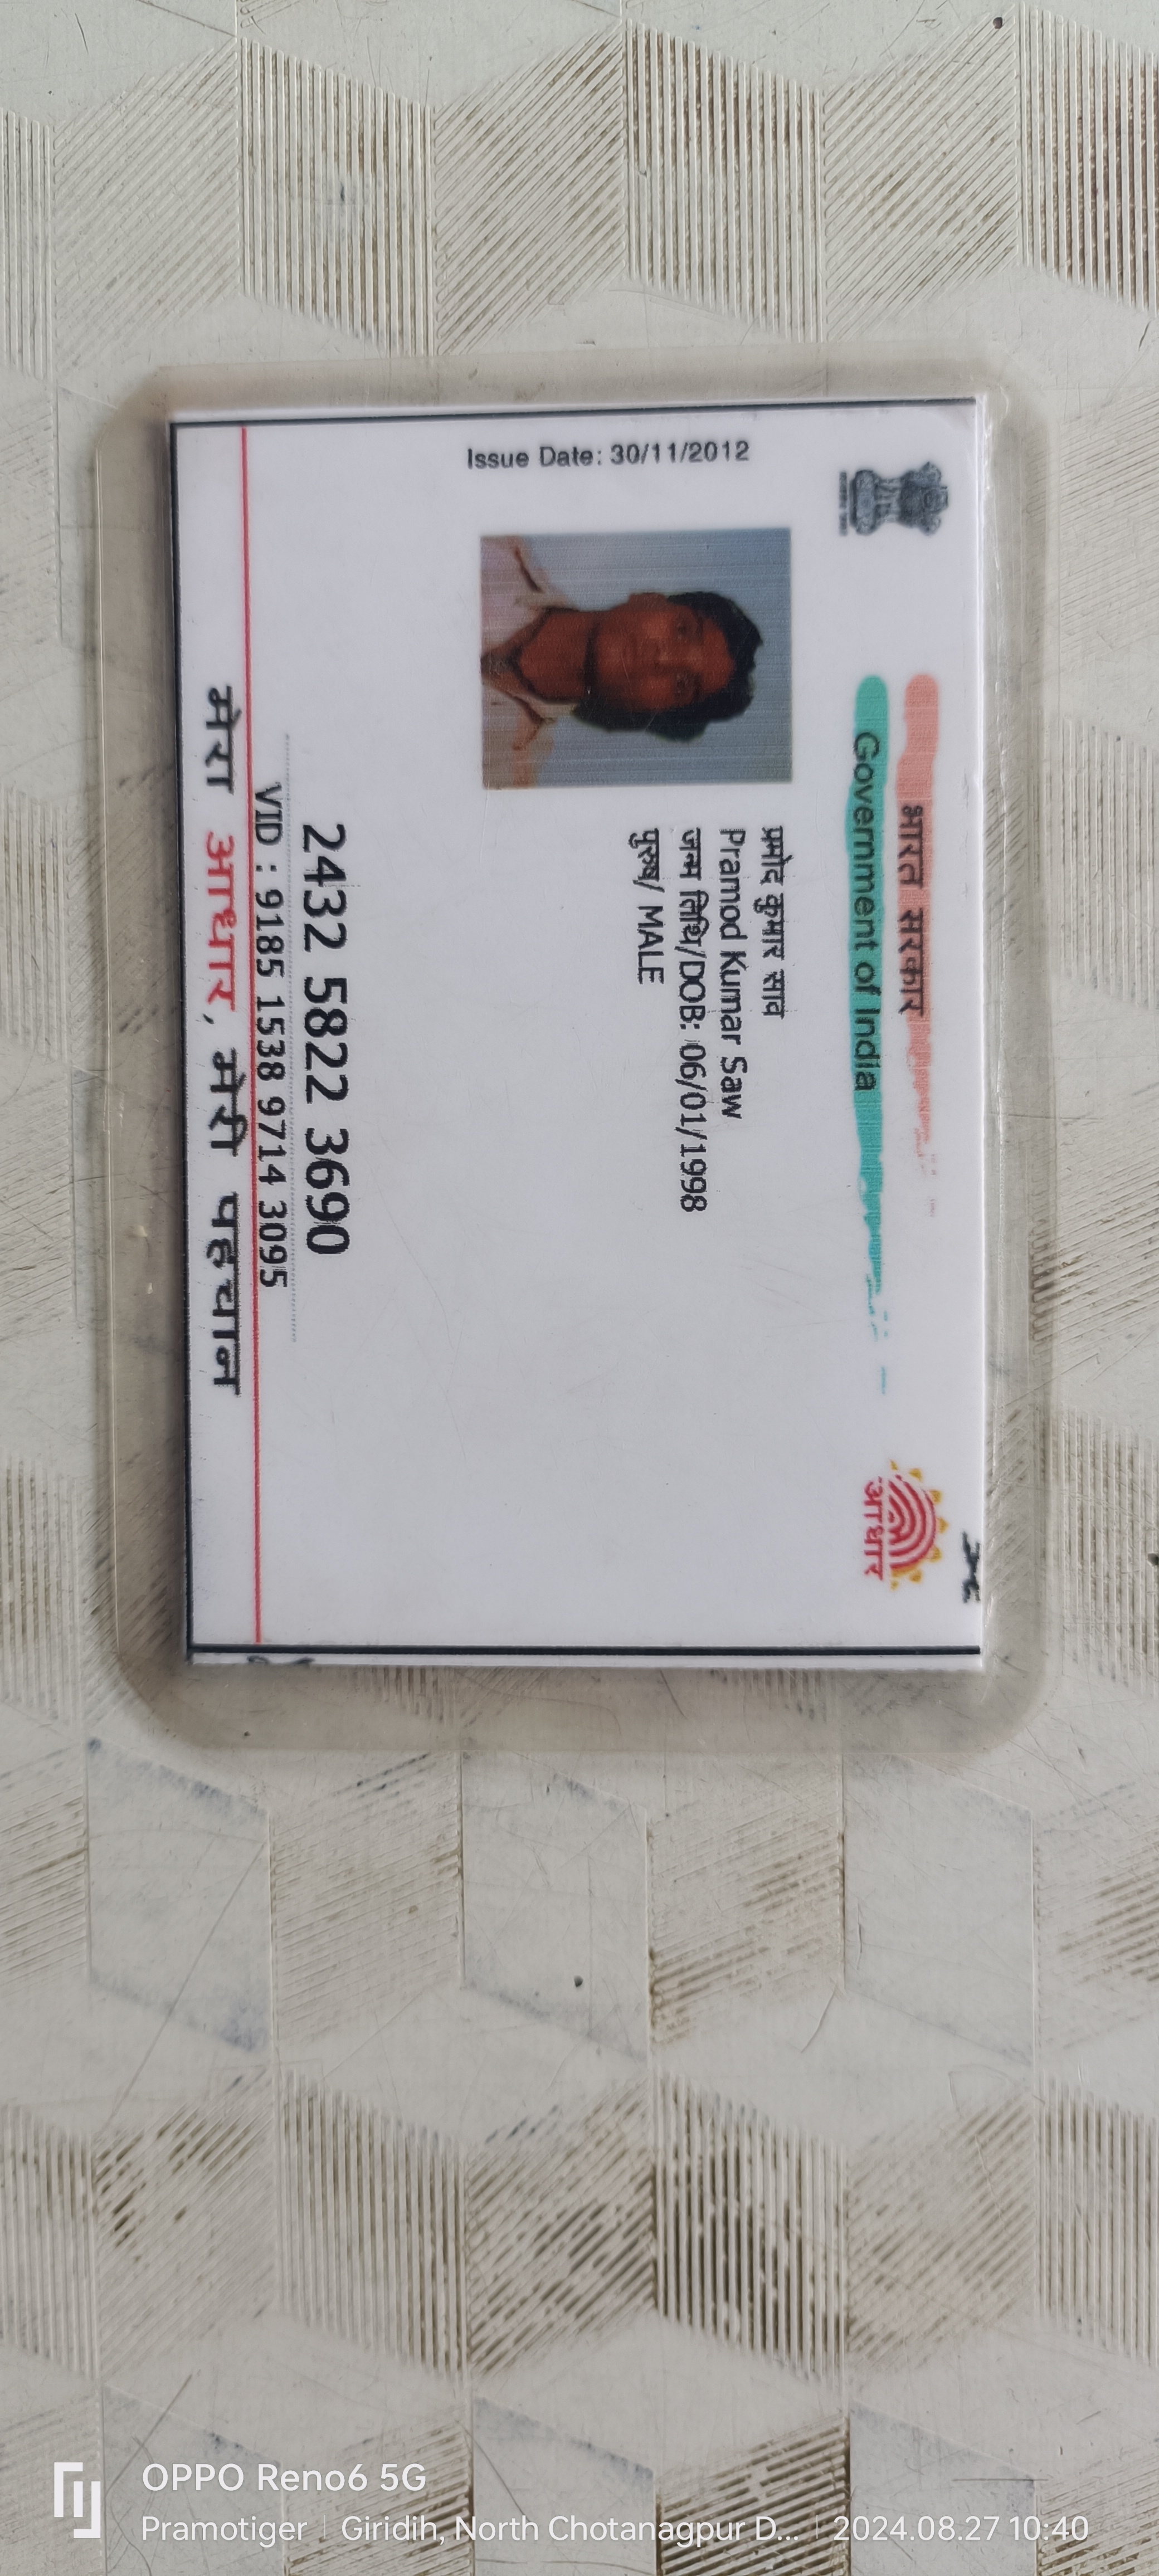 भारत सरकार
Government of India
Issue Date: 30/11/2012
प्रमोद कुमार साव
Pramod Kumar Saw
जन्म तिथि/DOB: 06/01/1998
पुरुष/ MALE
आधार
2432 5822 3690
VID : 9185 1538 9714 3095
मेरा आधार, मेरी पहचान
OPPO Reno6 5G
Pramotiger | Giridih, North Chotanagpur D... | 2024.08.27 10:40